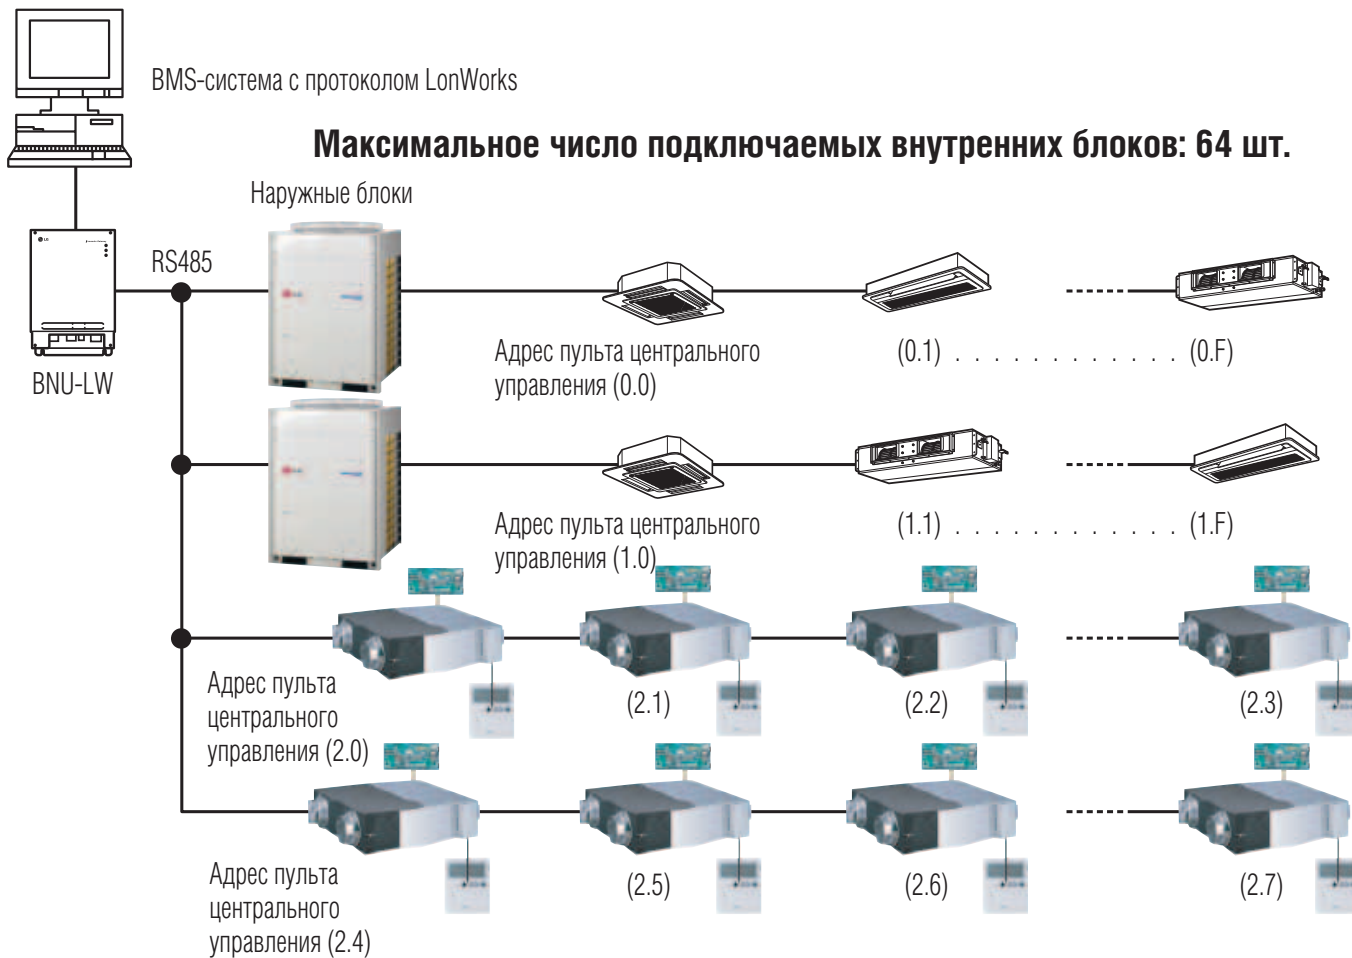 BMS-система с протоколом LonWorks
Максимальное число подключаемых внутренних блоков: 64 шт.
Наружные блоки
RS485
BNU-LW
Адрес пульта центрального
управления (0.0)
(0.1) . . . . . . . . . . . . (0.F)
Адрес пульта центрального
управления (1.0)
(1.1) . . . . . . . . . . . . (1.F)
Адрес пульта
центрального
управления (2.0)
(2.1)
(2.2)
(2.3)
Адрес пульта
центрального
управления (2.4)
(2.5)
(2.6)
(2.7)